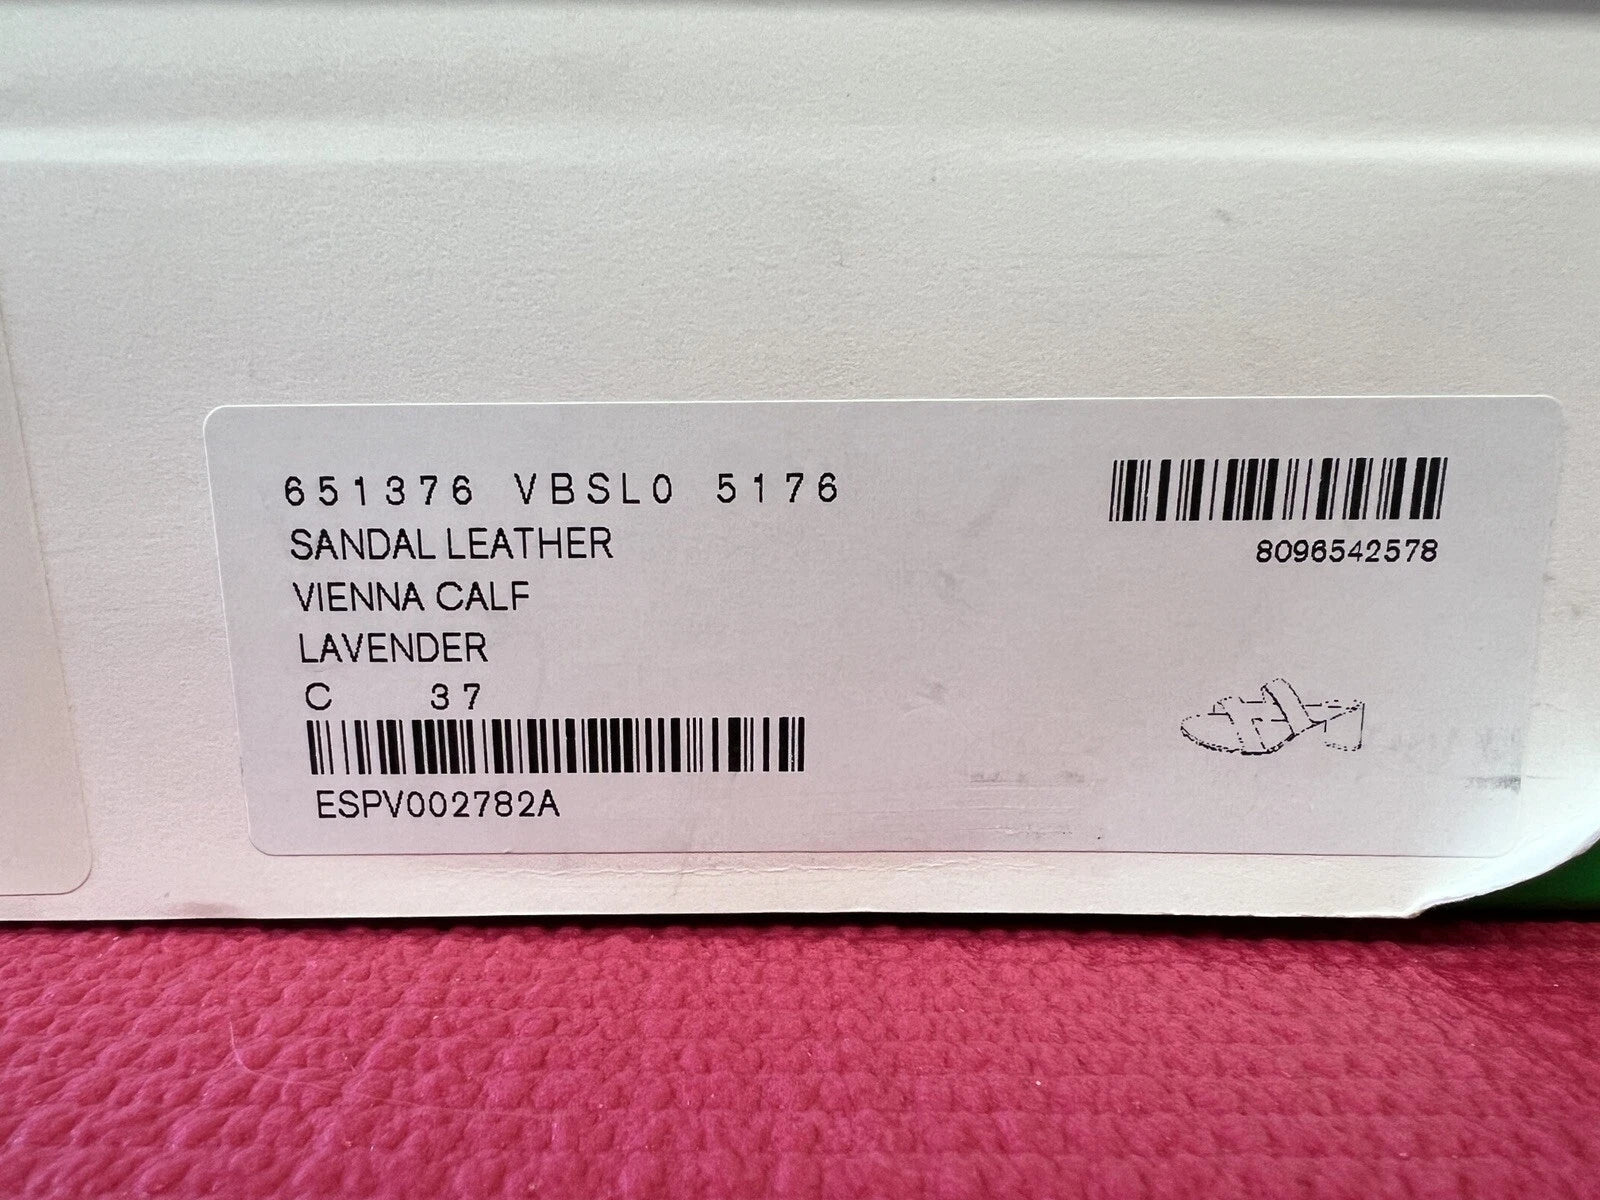 651376 VBSL0 5176
SANDAL LEATHER
VIENNA CALF
LAVENDER
C 37
ESPV002782A
8096542578